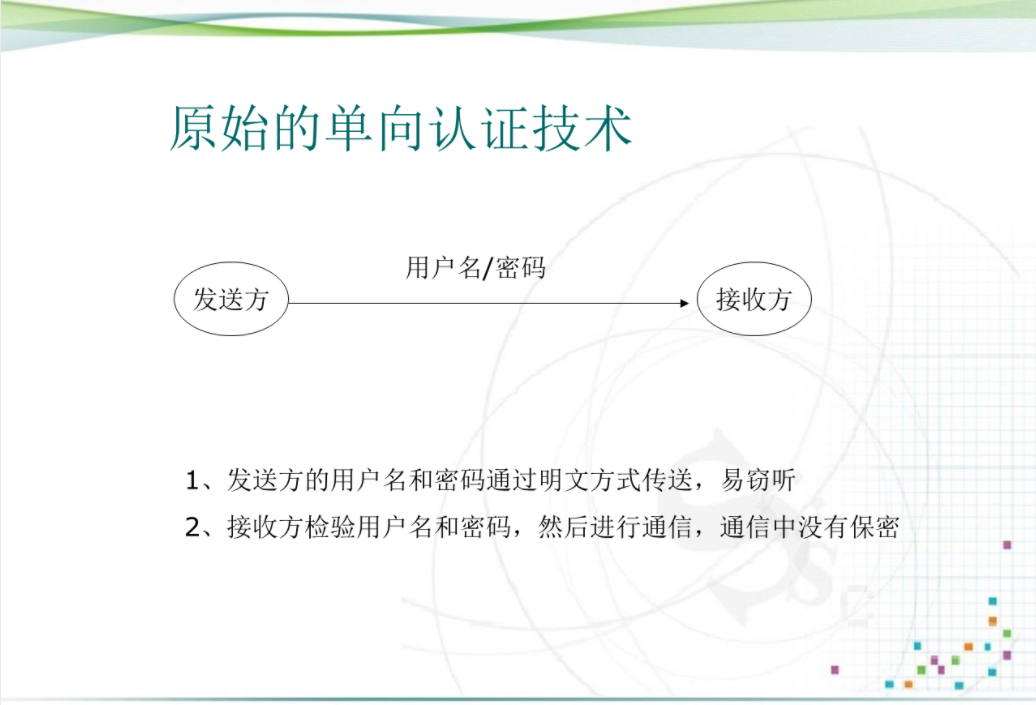 原始的单向认证技术
用户名/密码
发送方
接收方
1、发送方的用户名和密码通过明文方式传送，易窃听
2、接收方检验用户名和密码，然后进行通信，通信中没有保密
SSC